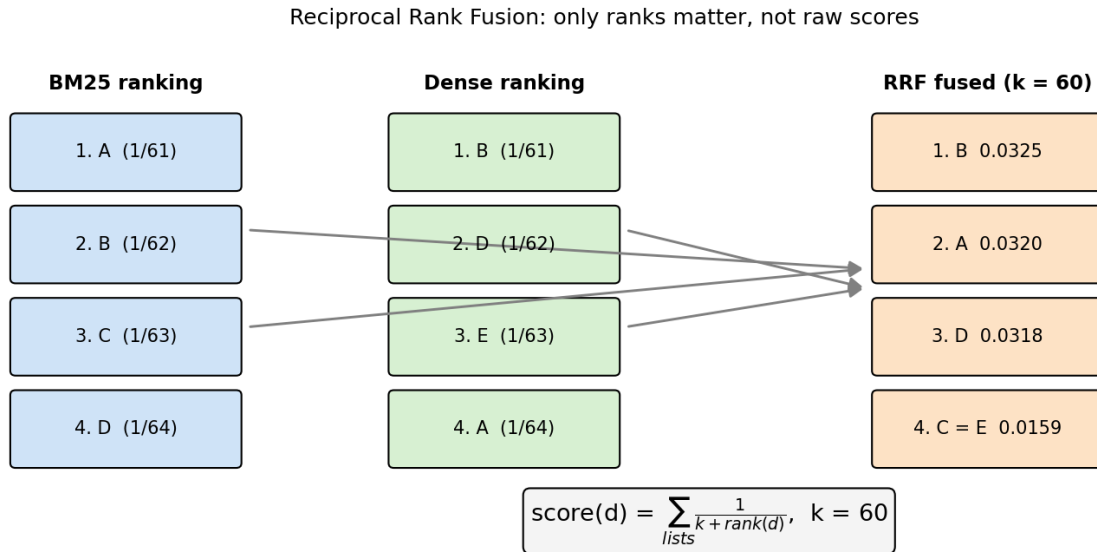 Reciprocal Rank Fusion: only ranks matter, not raw scores
BM25 ranking
1. A (1/61)
2. B (1/62)
3. C (1/63)
4. D (1/64)
Dense ranking
1. B (1/61)
2. D (1/62)
3. E (1/63)
4. A (1/64)
RRF fused (k = 60)
1. B 0.0325
2. A 0.0320
3. D 0.0318
4. C = E 0.0159
score(d) = ∑_{lists} \frac{1}{k+rank(d)}, k = 60